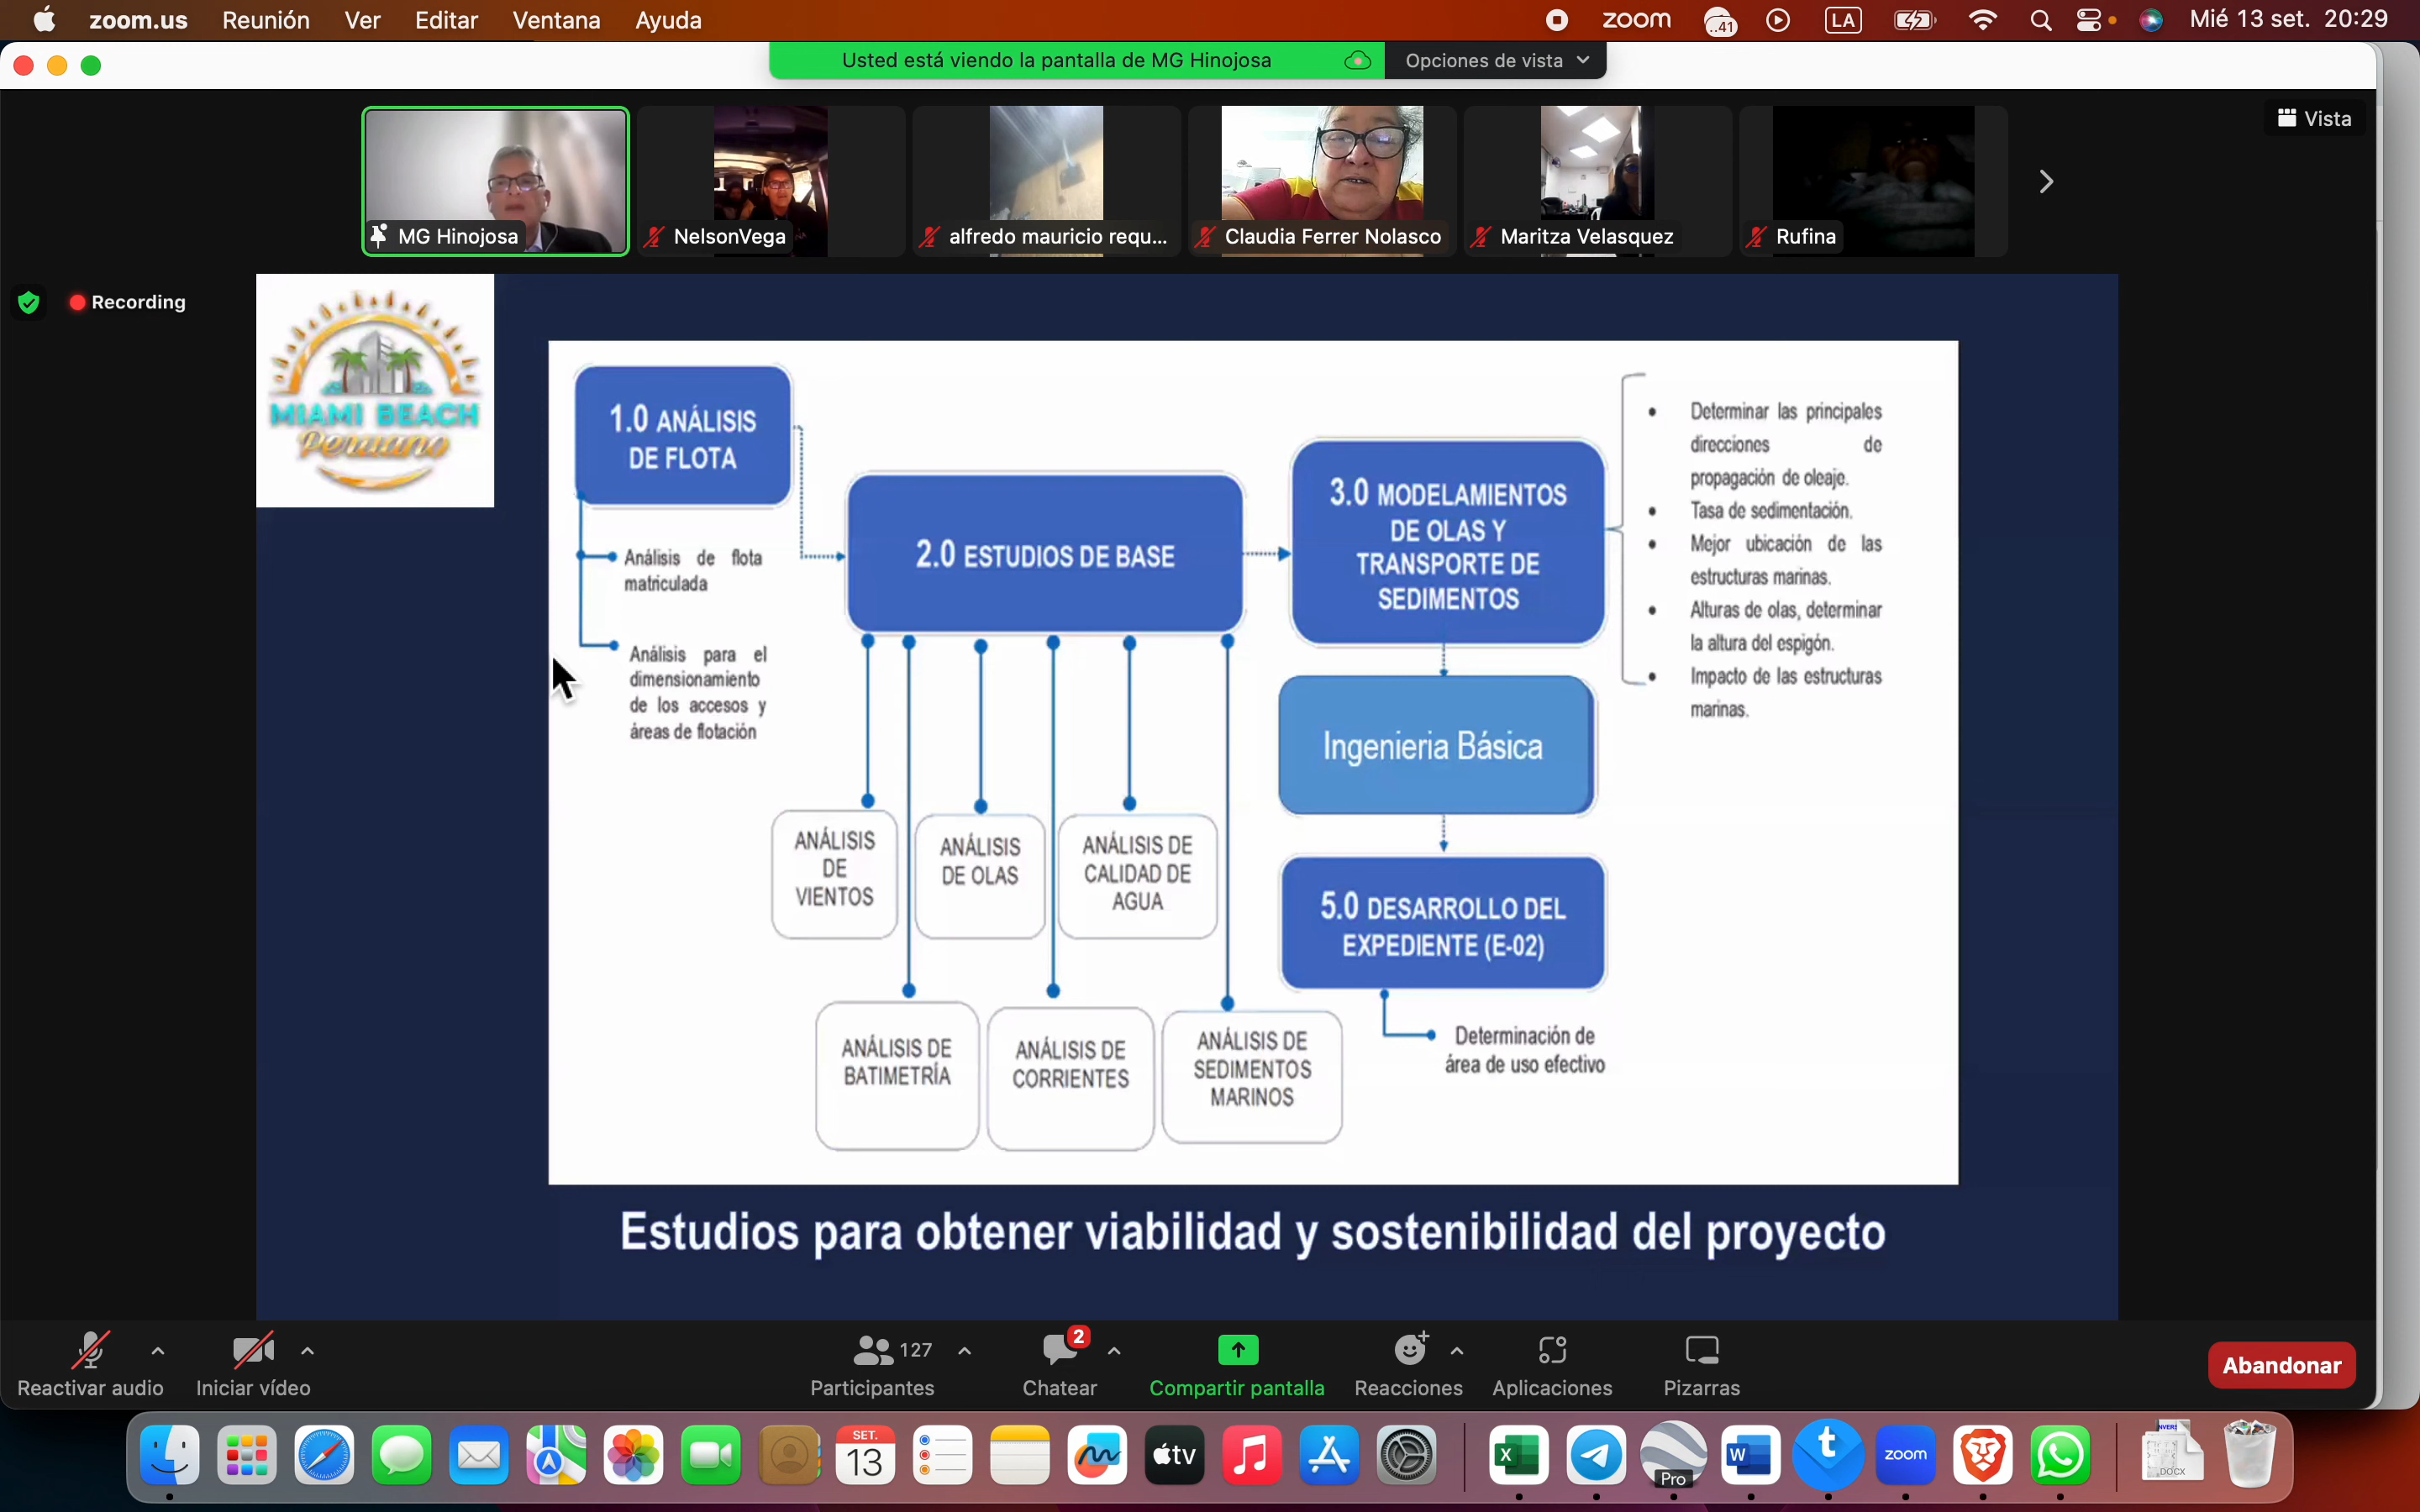 zoom.us Reunión Ver Editar Ventana Ayuda
zoom ..41 LA Mié 13 set. 20:29
Usted está viendo la pantalla de MG Hinojosa Opciones de vista
Vista
MG Hinojosa
NelsonVega
alfredo mauricio requ...
Claudia Ferrer Nolasco
Maritza Velasquez
Rufina
Recording
MIAMI BEACH
Peruano
1.0 ANÁLISIS
DE FLOTA
Análisis de flota
matriculada
Análisis para el
dimensionamiento
de los accesos y
áreas de flotación
2.0 ESTUDIOS DE BASE
ANÁLISIS
DE
VIENTOS
ANÁLISIS
DE OLAS
ANÁLISIS DE
CALIDAD DE
AGUA
ANÁLISIS DE
BATIMETRÍA
ANÁLISIS DE
CORRIENTES
ANÁLISIS DE
SEDIMENTOS
MARINOS
3.0 MODELAMIENTOS
DE OLAS Y
TRANSPORTE DE
SEDIMENTOS
• Determinar las principales
direcciones de
propagación de oleaje.
• Tasa de sedimentación.
• Mejor ubicación de las
estructuras marinas.
• Alturas de olas, determinar
la altura del espigón.
• Impacto de las estructuras
marinas.
Ingenieria Básica
5.0 DESARROLLO DEL
EXPEDIENTE (E-02)
Determinación de
área de uso efectivo
Estudios para obtener viabilidad y sostenibilidad del proyecto
Reactivar audio
Iniciar vídeo
127
Participantes
2
Chatear
Compartir pantalla
Reacciones
Aplicaciones
Pizarras
Abandonar
SET.
13
tv
X
Pro
W
t
zoom
DOCX